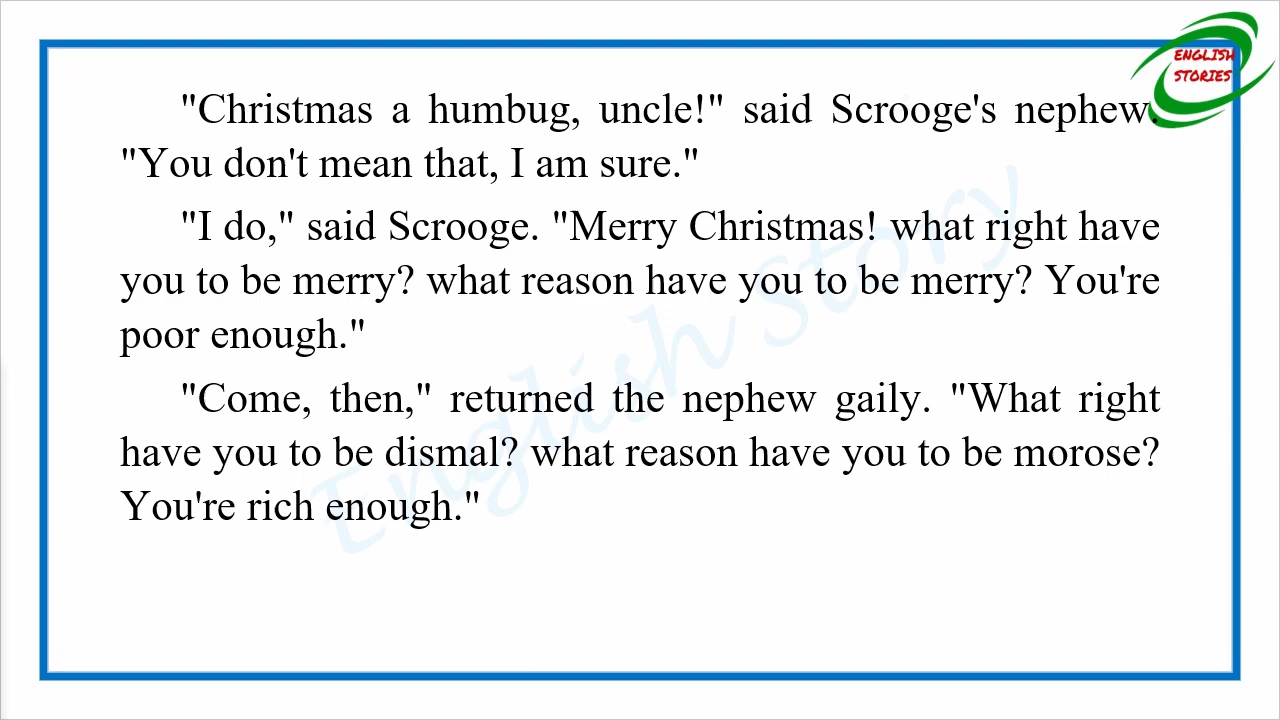 ENGLISH
STORIES
"Christmas a humbug, uncle!" said Scrooge's nephew.
"You don't mean that, I am sure."
"I do," said Scrooge. "Merry Christmas! what right have
you to be merry? what reason have you to be merry? You're
poor enough."
"Come, then," returned the nephew gaily. "What right
have you to be dismal? what reason have you to be morose?
You're rich enough."
English Story